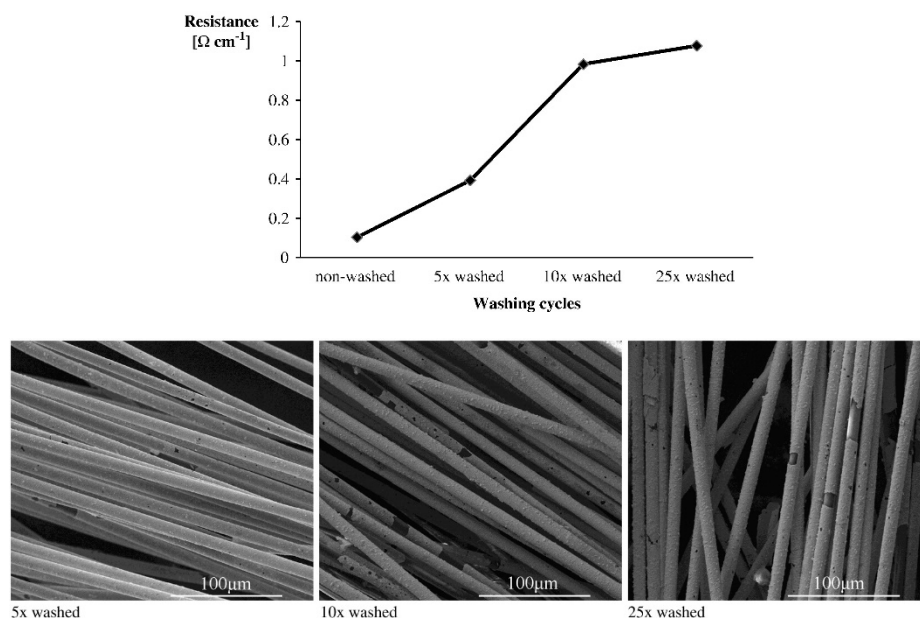 Resistance
[Ω cm⁻¹]
1.2
1
0.8
0.6
0.4
0.2
0
non-washed 5x washed 10x washed 25x washed
Washing cycles
100µm 100µm 100µm
5x washed 10x washed 25x washed